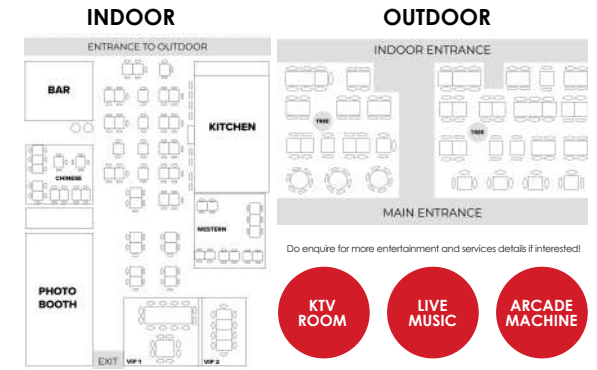 INDOOR
ENTRANCE TO OUTDOOR
BAR
KITCHEN
CHINESE
WESTERN
PHOTO
BOOTH
EXIT
VIP 1
VIP 2
OUTDOOR
INDOOR ENTRANCE
TREE
TREE
MAIN ENTRANCE
Do enquire for more entertainment and services details if interested!
KTV
ROOM
LIVE
MUSIC
ARCADE
MACHINE